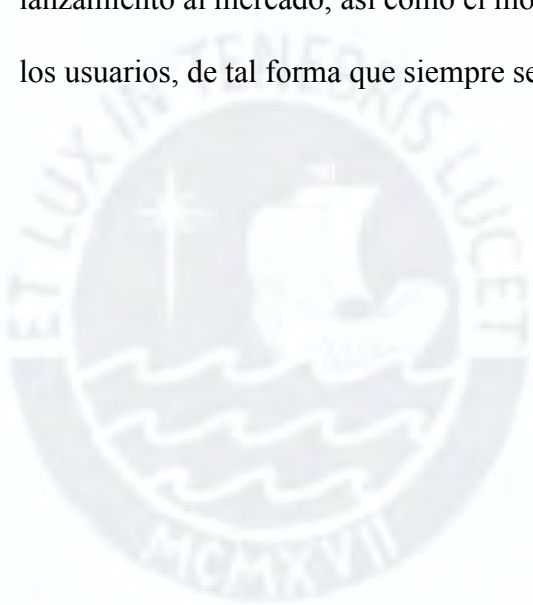 lanzamiento al mercado, así como el mo
los usuarios, de tal forma que siempre se
ET LUX IN TENEBRIS LUCET
MCMXVII